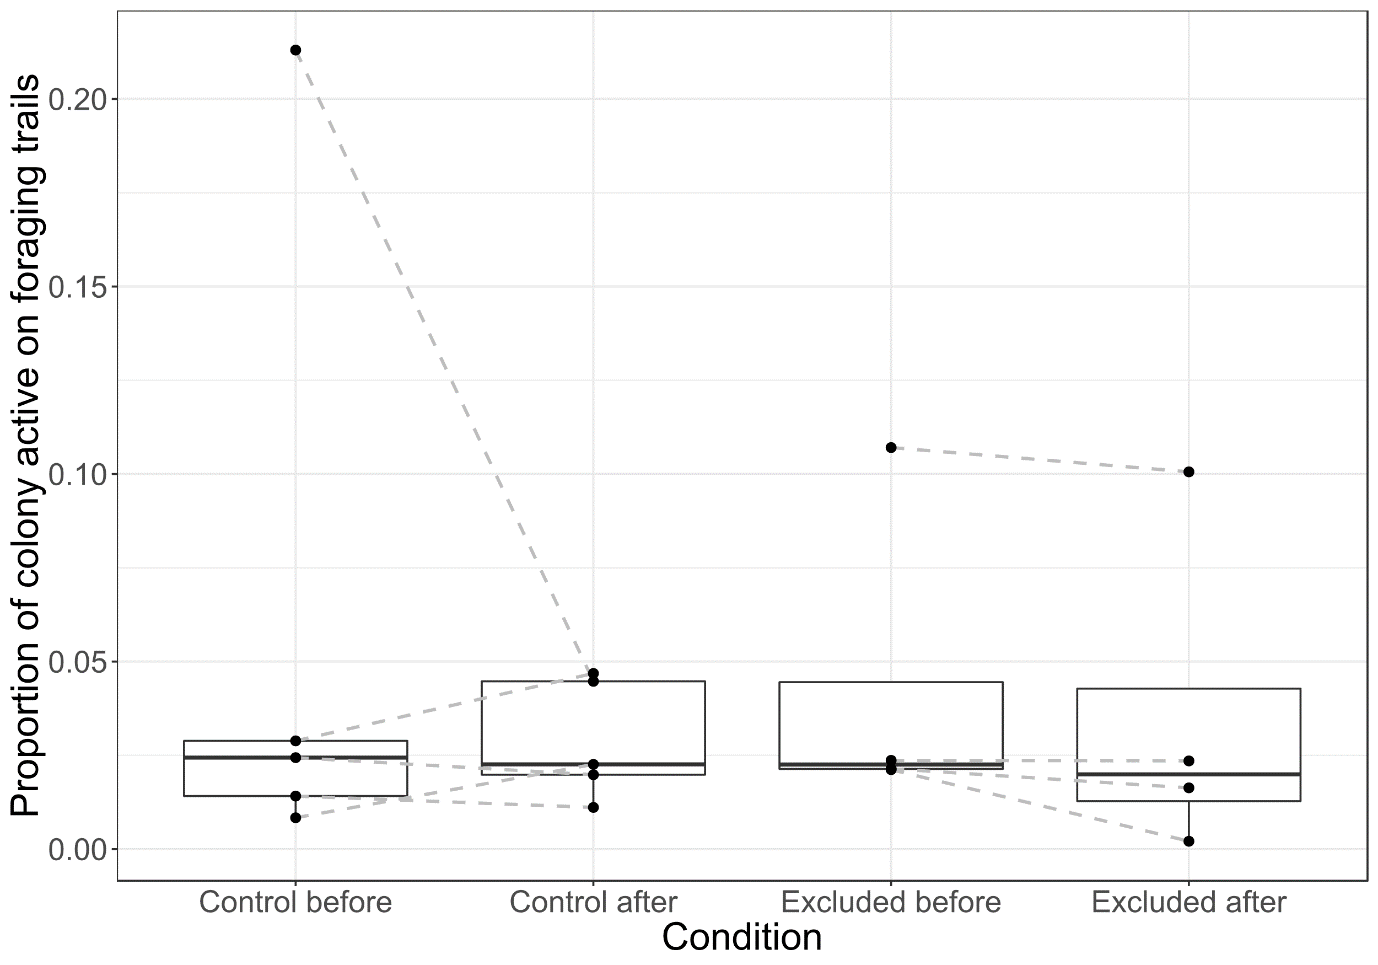 Proportion of colony active on foraging trails
0.20
0.15
0.10
0.05
0.00
Control before
Control after
Excluded before
Excluded after
Condition